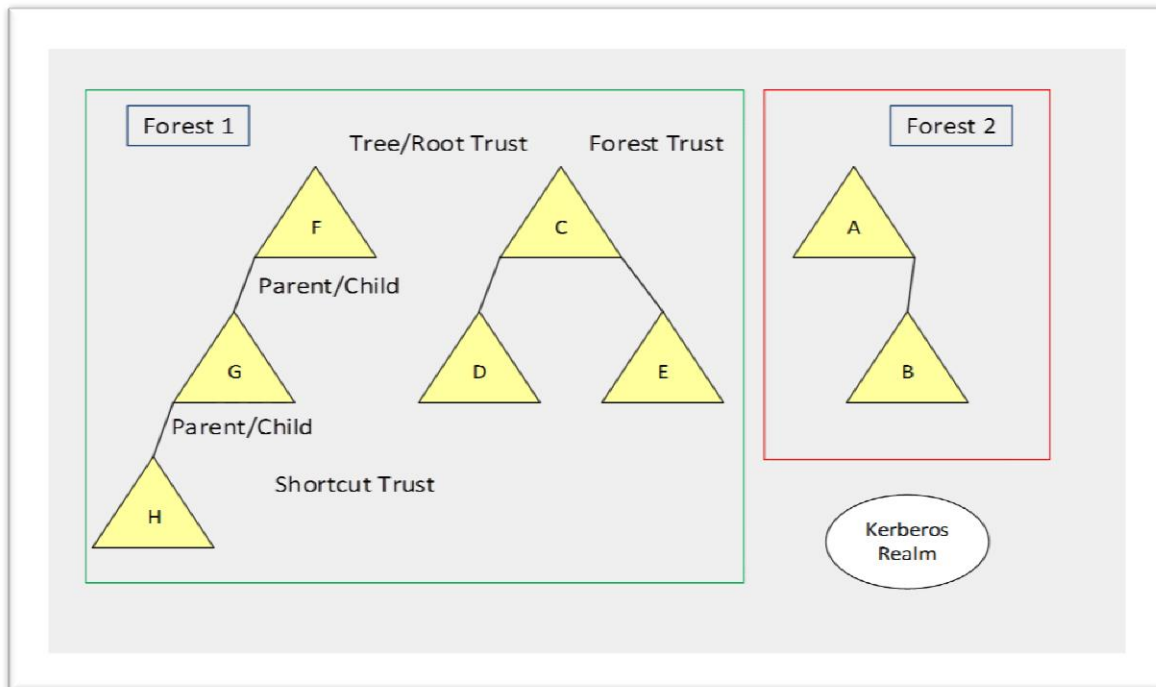 Forest 1
Forest 2
Tree/Root Trust
Forest Trust
F
C
A
Parent/Child
G
D
E
B
Parent/Child
Shortcut Trust
H
Kerberos
Realm